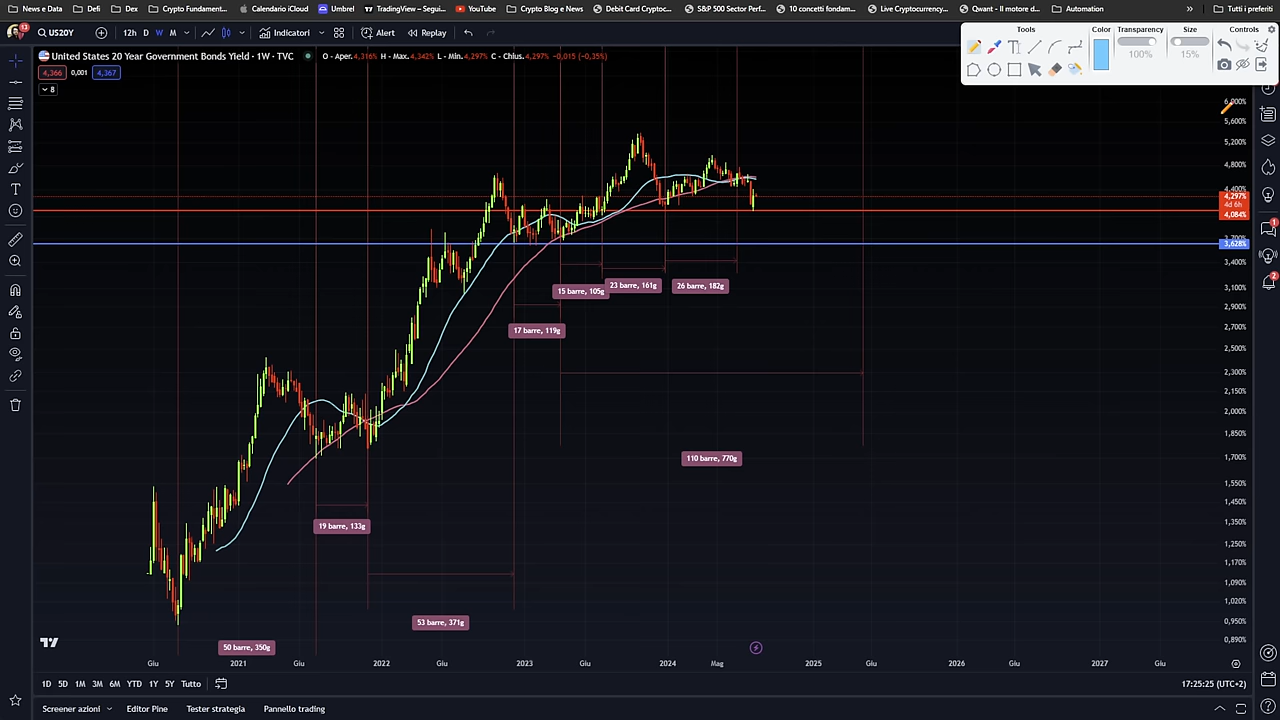 News e Data
Defi
Dex
Crypto Fundament...
Calendario iCloud
Umbrel
TradingView – Segui...
YouTube
Crypto Blog e News
Debit Card Cryptoc...
S&P 500 Sector Perf...
10 concetti fondam...
Live Cryptocurrency...
Qwant - Il motore d...
Automation
»
Tutti i preferiti
13
US20Y
12h
D
W
M
Indicatori
Alert
Replay
Tools
Color
Transparency
Size
Controls
100%
15%
United States 20 Year Government Bonds Yield · 1W · TVC
O - Aper. 4,316% H - Max. 4,342% L - Min. 4,297% C - Chius. 4,297% -0,015 (-0,35%)
4,366
0,001
4,367
8
6,000%
5,600%
5,200%
4,800%
4,400%
4,297%
4d 6h
4,084%
3,700%
3,628%
3,400%
3,100%
2,900%
2,700%
2,500%
2,300%
2,150%
2,000%
1,850%
1,700%
1,550%
1,450%
1,350%
1,250%
1,170%
1,090%
1,020%
0,950%
0,890%
15 barre, 105g
23 barre, 161g
26 barre, 182g
17 barre, 119g
110 barre, 770g
19 barre, 133g
53 barre, 371g
50 barre, 350g
Giu
2021
Giu
2022
Giu
2023
Giu
2024
Mag
2025
Giu
2026
Giu
2027
Giu
1D
5D
1M
3M
6M
YTD
1Y
5Y
Tutto
17:25:25 (UTC+2)
Screener azioni
Editor Pine
Tester strategia
Pannello trading
1
2